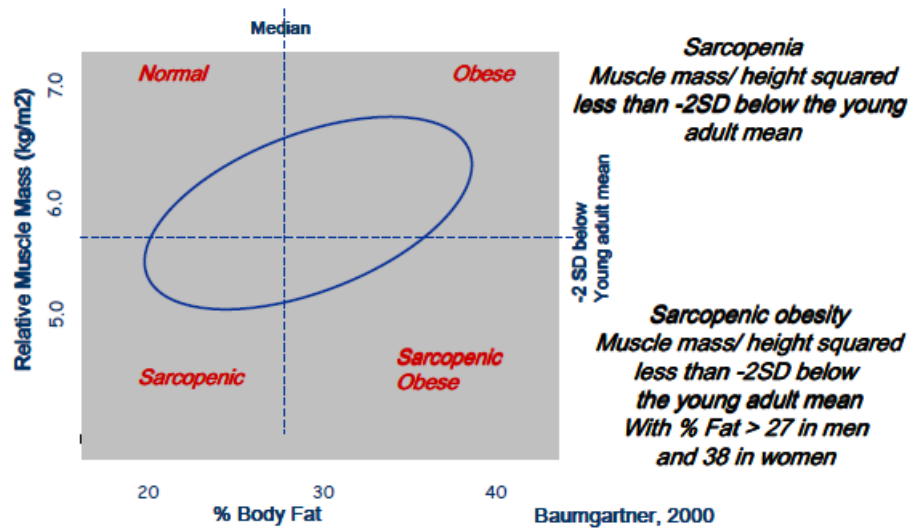 Median
Normal
Obese
Sarcopenic
Sarcopenic
Obese
Relative Muscle Mass (kg/m2)
7.0
6.0
5.0
20
30
40
% Body Fat
Baumgartner, 2000
-2 SD below
Young adult mean
Sarcopenia
Muscle mass/ height squared
less than -2SD below the young
adult mean
Sarcopenic obesity
Muscle mass/ height squared
less than -2SD below
the young adult mean
With % Fat > 27 in men
and 38 in women